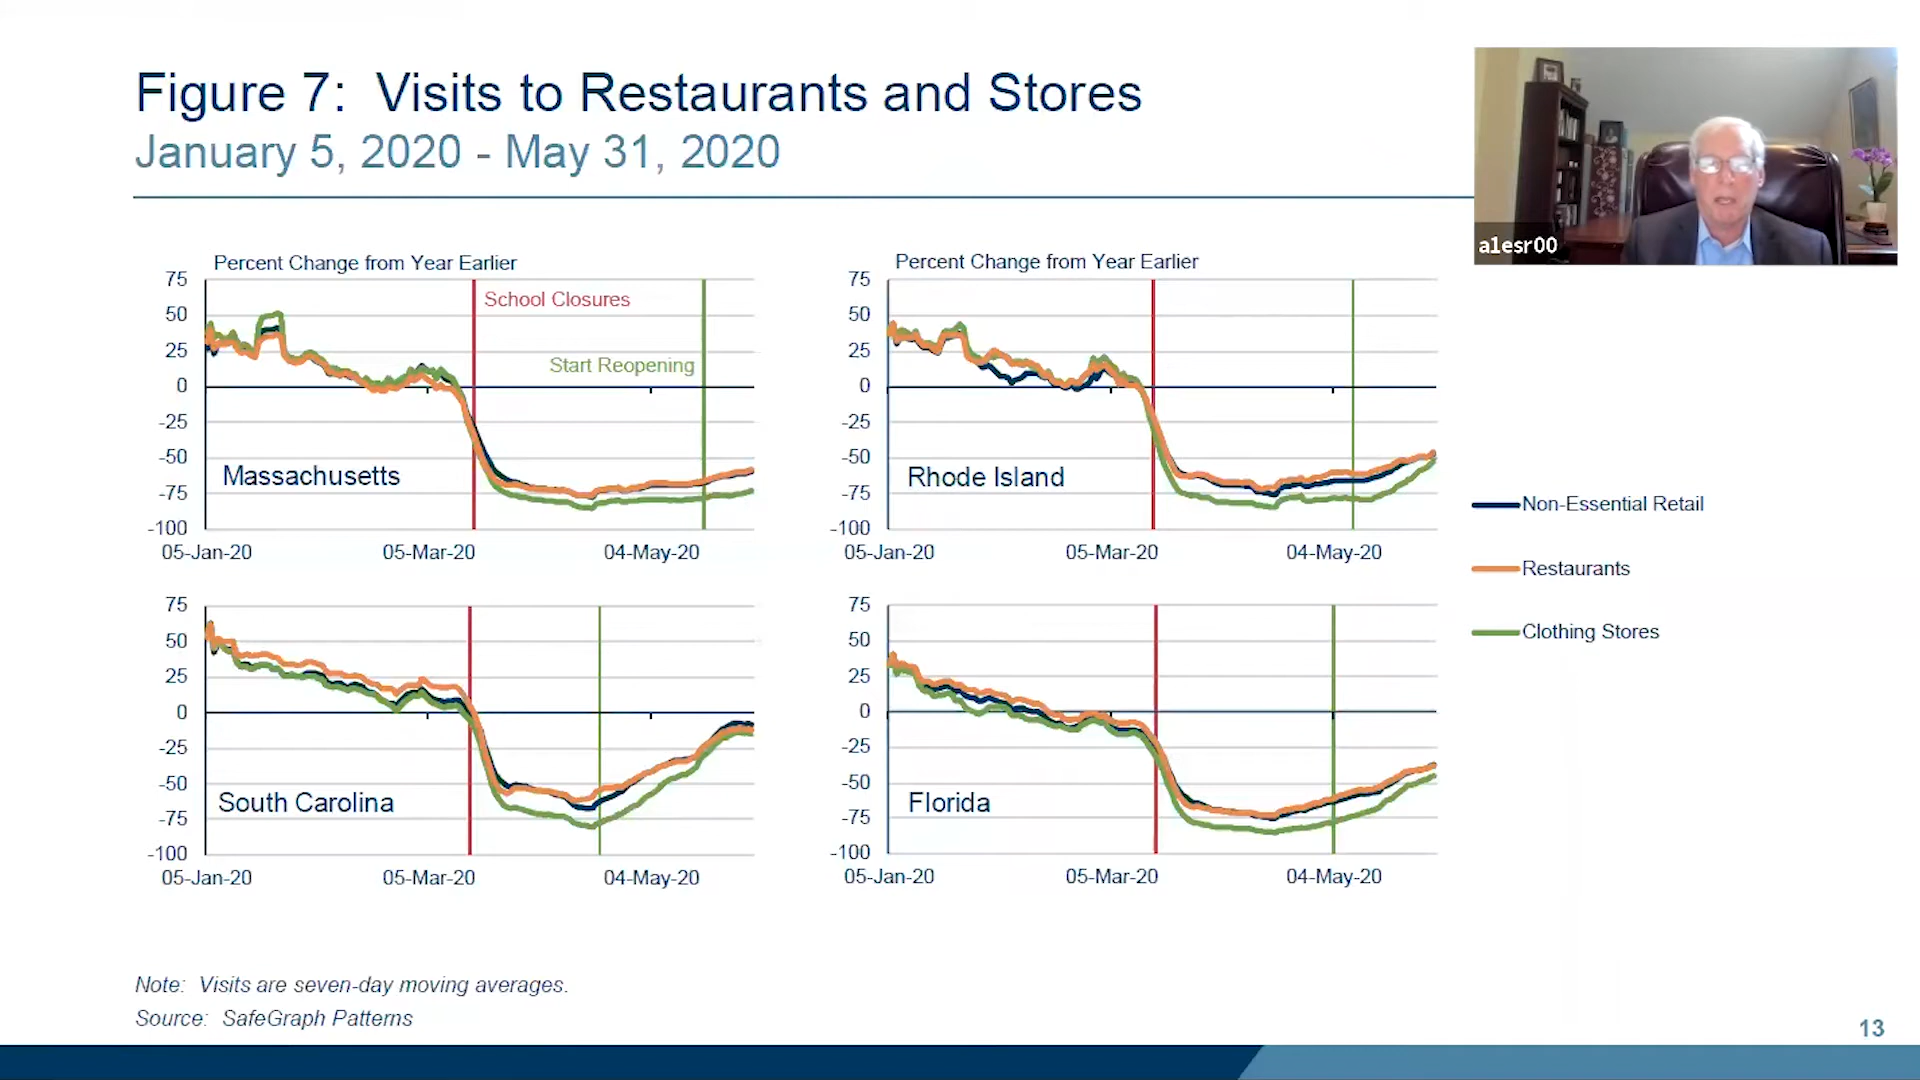 Figure 7: Visits to Restaurants and Stores
January 5, 2020 - May 31, 2020
alesr00
Percent Change from Year Earlier
75
50
25
0
-25
-50
-75
-100
School Closures
Start Reopening
Massachusetts
05-Jan-20
05-Mar-20
04-May-20
Percent Change from Year Earlier
75
50
25
0
-25
-50
-75
-100
Rhode Island
05-Jan-20
05-Mar-20
04-May-20
Non-Essential Retail
Restaurants
Clothing Stores
75
50
25
0
-25
-50
-75
-100
South Carolina
05-Jan-20
05-Mar-20
04-May-20
75
50
25
0
-25
-50
-75
-100
Florida
05-Jan-20
05-Mar-20
04-May-20
Note: Visits are seven-day moving averages.
Source: SafeGraph Patterns
13